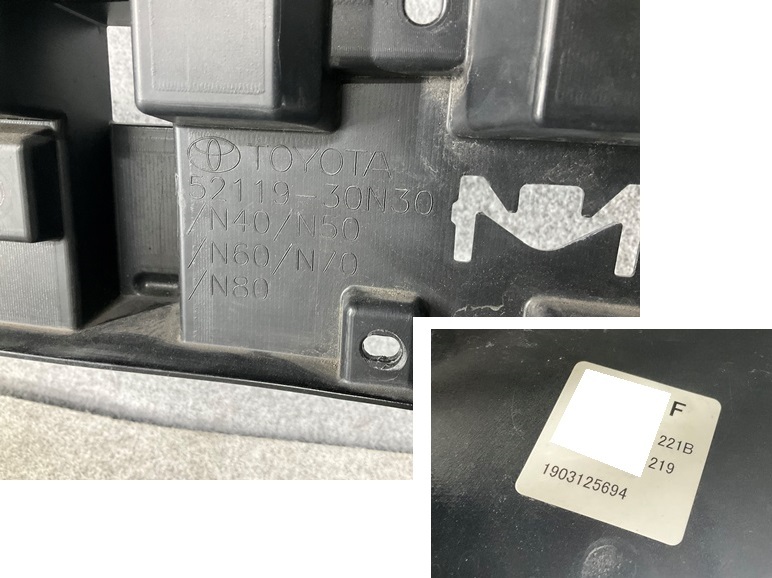 TOYOTA
52119-30N30
/N40/N50
/N60/N70
/N80
F
221B
219
1903125694